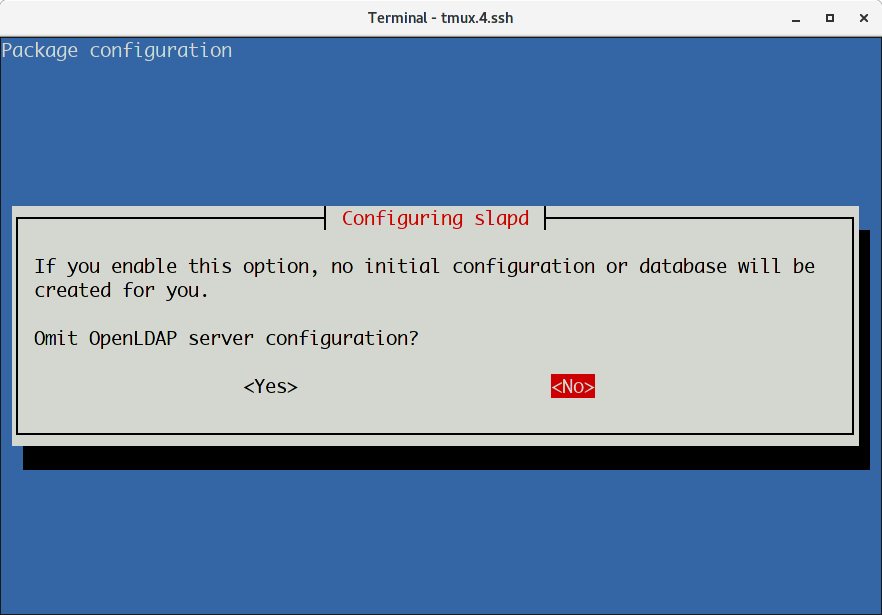 Terminal - tmux.4.ssh
Package configuration
Configuring slapd
If you enable this option, no initial configuration or database will be
created for you.
Omit OpenLDAP server configuration?
<Yes> <No>